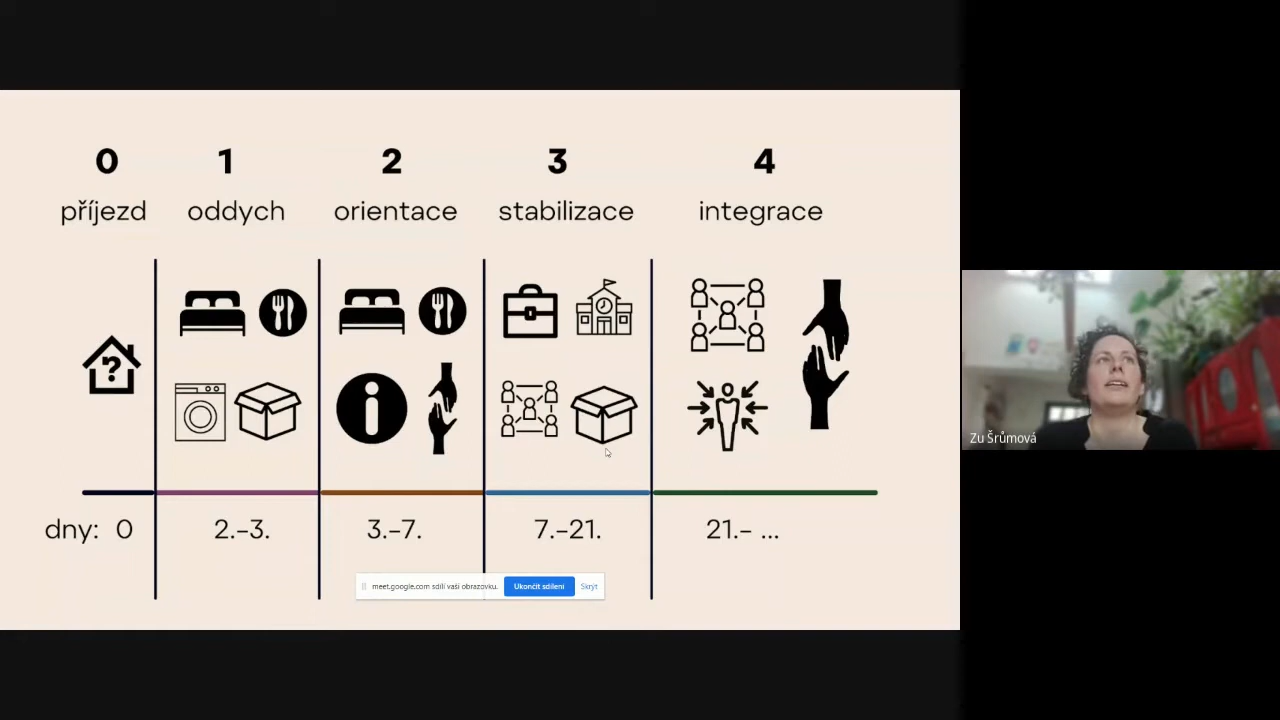 0 1 2 3 4
příjezd oddych orientace stabilizace integrace
?
i
dny: 0 2.–3. 3.–7. 7.–21. 21.– ...
meet.google.com sdílí vaši obrazovku. Ukončit sdílení Skrýt
Zu Šrůmová